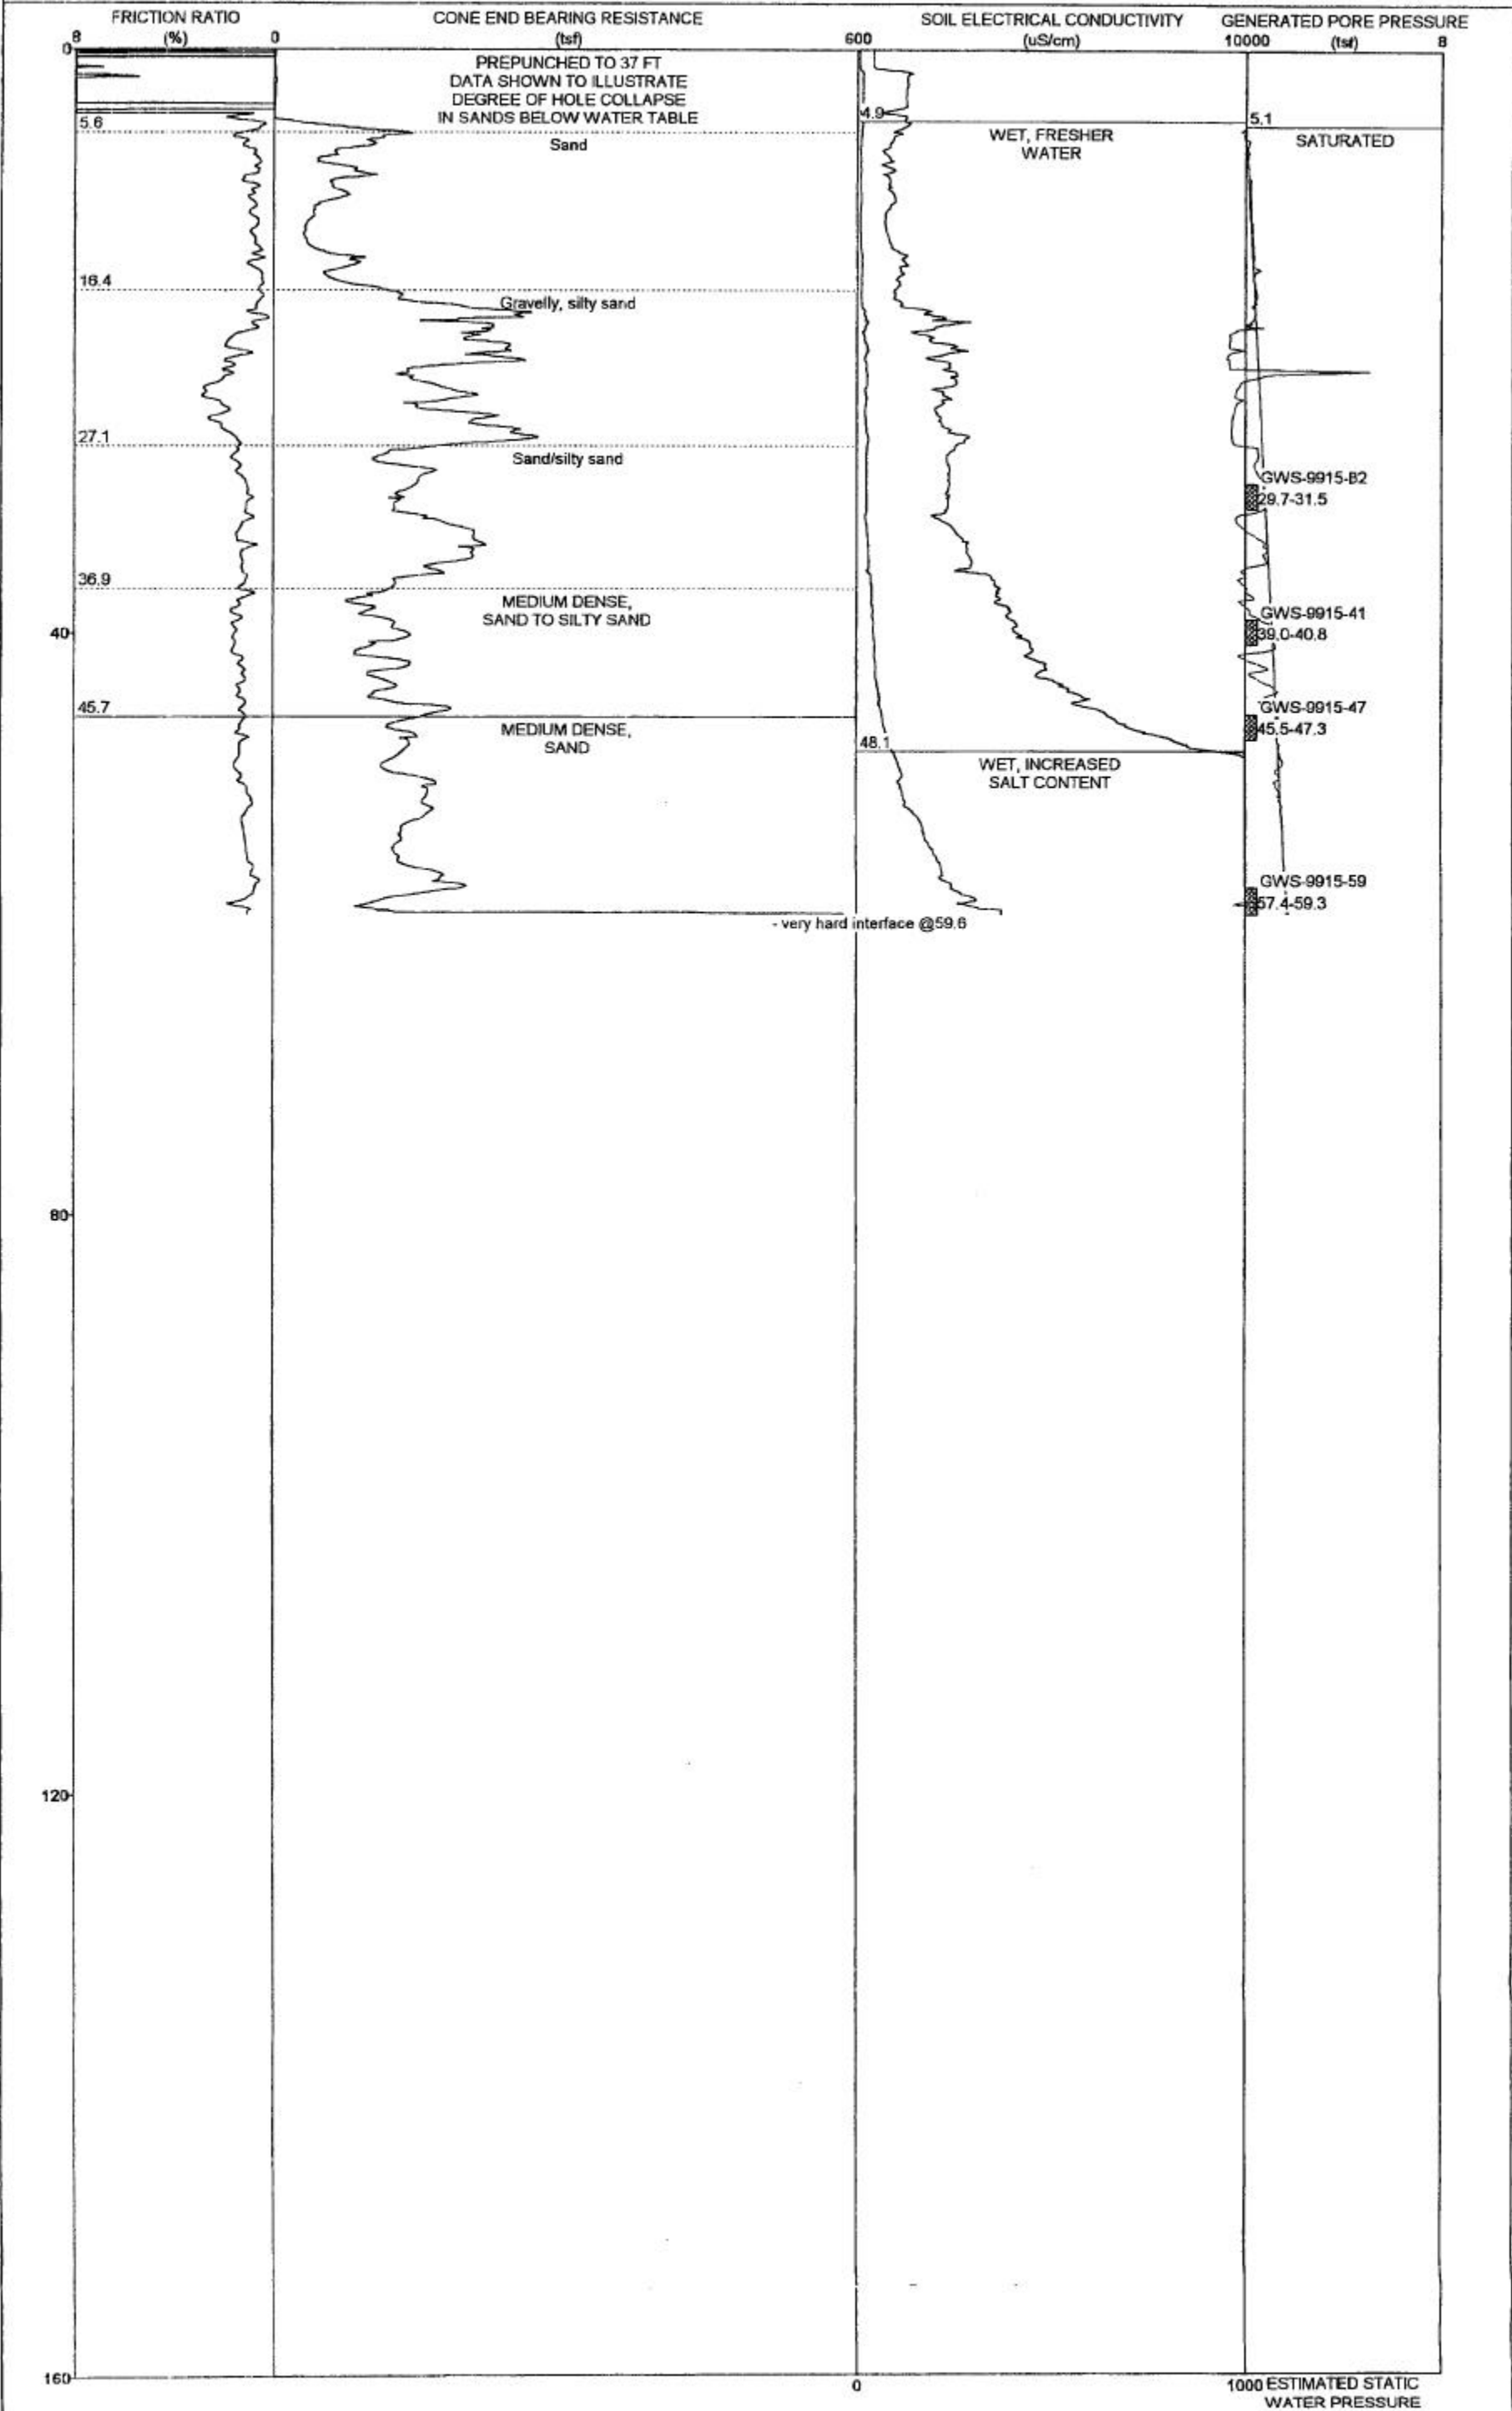 FRICTION RATIO
(%)
CONE END BEARING RESISTANCE
(tsf)
SOIL ELECTRICAL CONDUCTIVITY
(uS/cm)
GENERATED PORE PRESSURE
(tsf)
8
0
600
10000
8
0
PREPUNCHED TO 37 FT
DATA SHOWN TO ILLUSTRATE
DEGREE OF HOLE COLLAPSE
IN SANDS BELOW WATER TABLE
4.9
5.1
5.6
Sand
WET, FRESHER
WATER
SATURATED
16.4
Gravelly, silty sand
27.1
Sand/silty sand
GWS-9915-B2
29.7-31.5
36.9
MEDIUM DENSE,
SAND TO SILTY SAND
GWS-9915-41
39.0-40.8
40
45.7
MEDIUM DENSE,
SAND
GWS-9915-47
45.5-47.3
48.1
WET, INCREASED
SALT CONTENT
GWS-9915-59
57.4-59.3
- very hard interface @59.6
80
120
160
0
1000
ESTIMATED STATIC
WATER PRESSURE